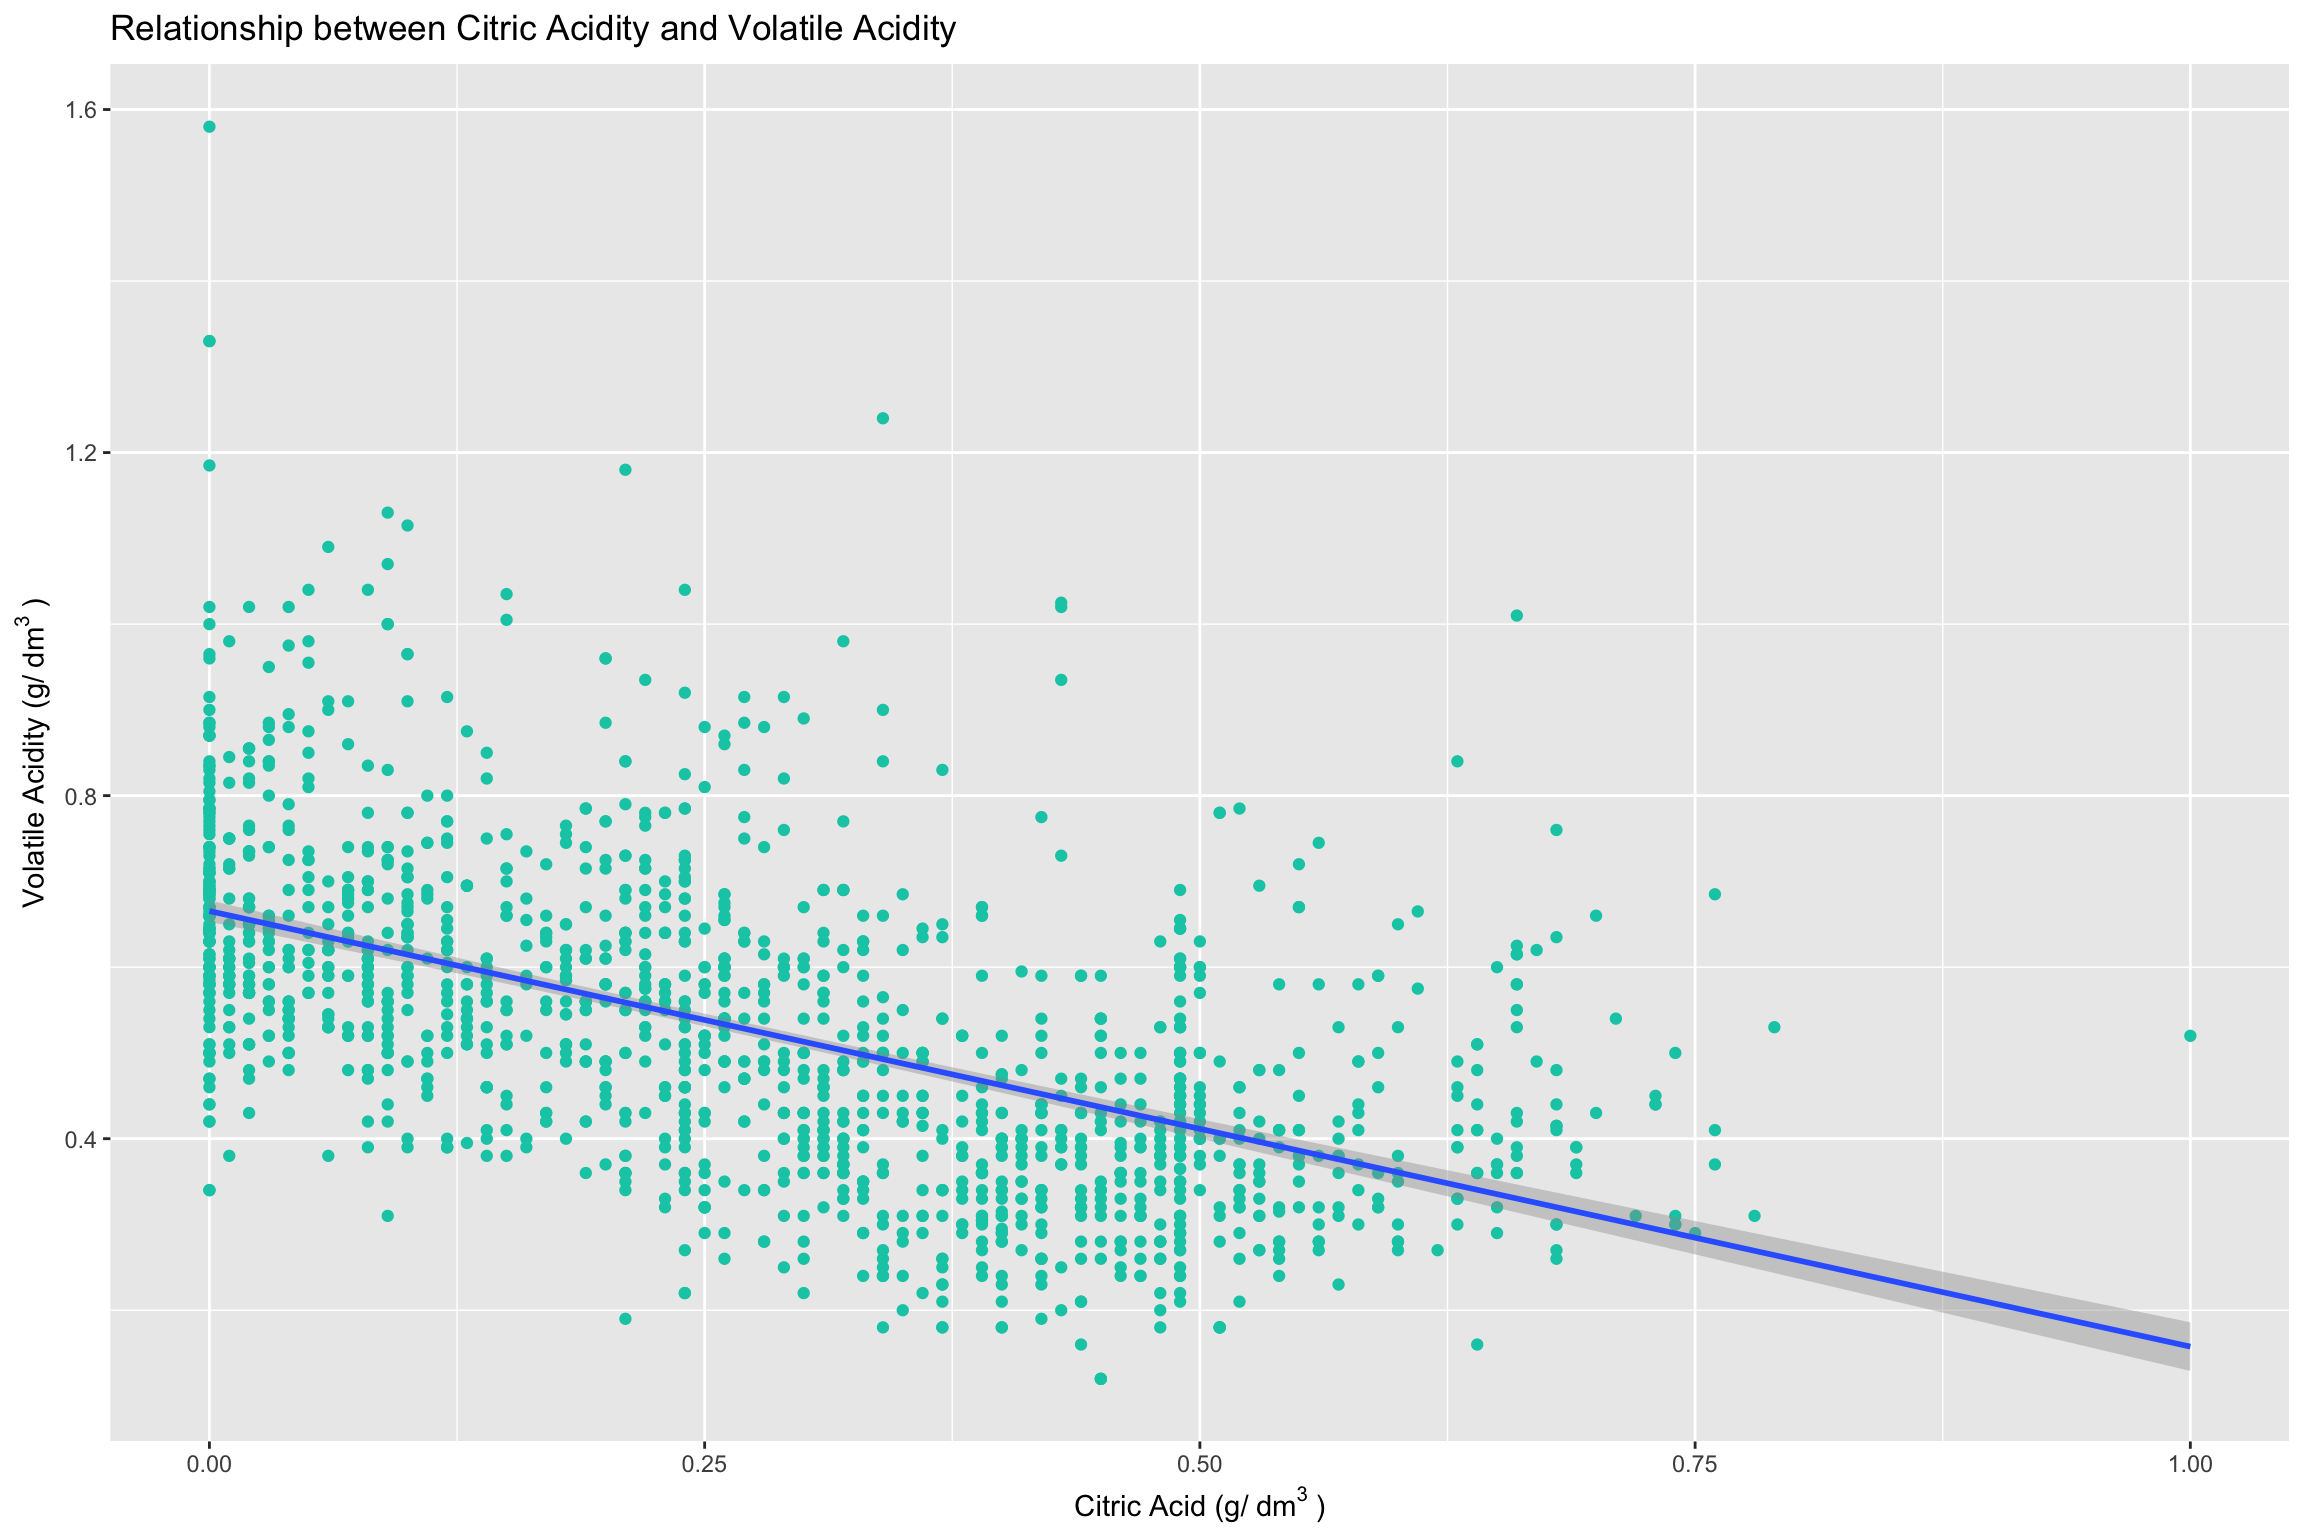 Relationship between Citric Acidity and Volatile Acidity
1.6
1.2
0.8
0.4
Volatile Acidity (g/ dm³ )
0.00 0.25 0.50 0.75 1.00
Citric Acid (g/ dm³ )